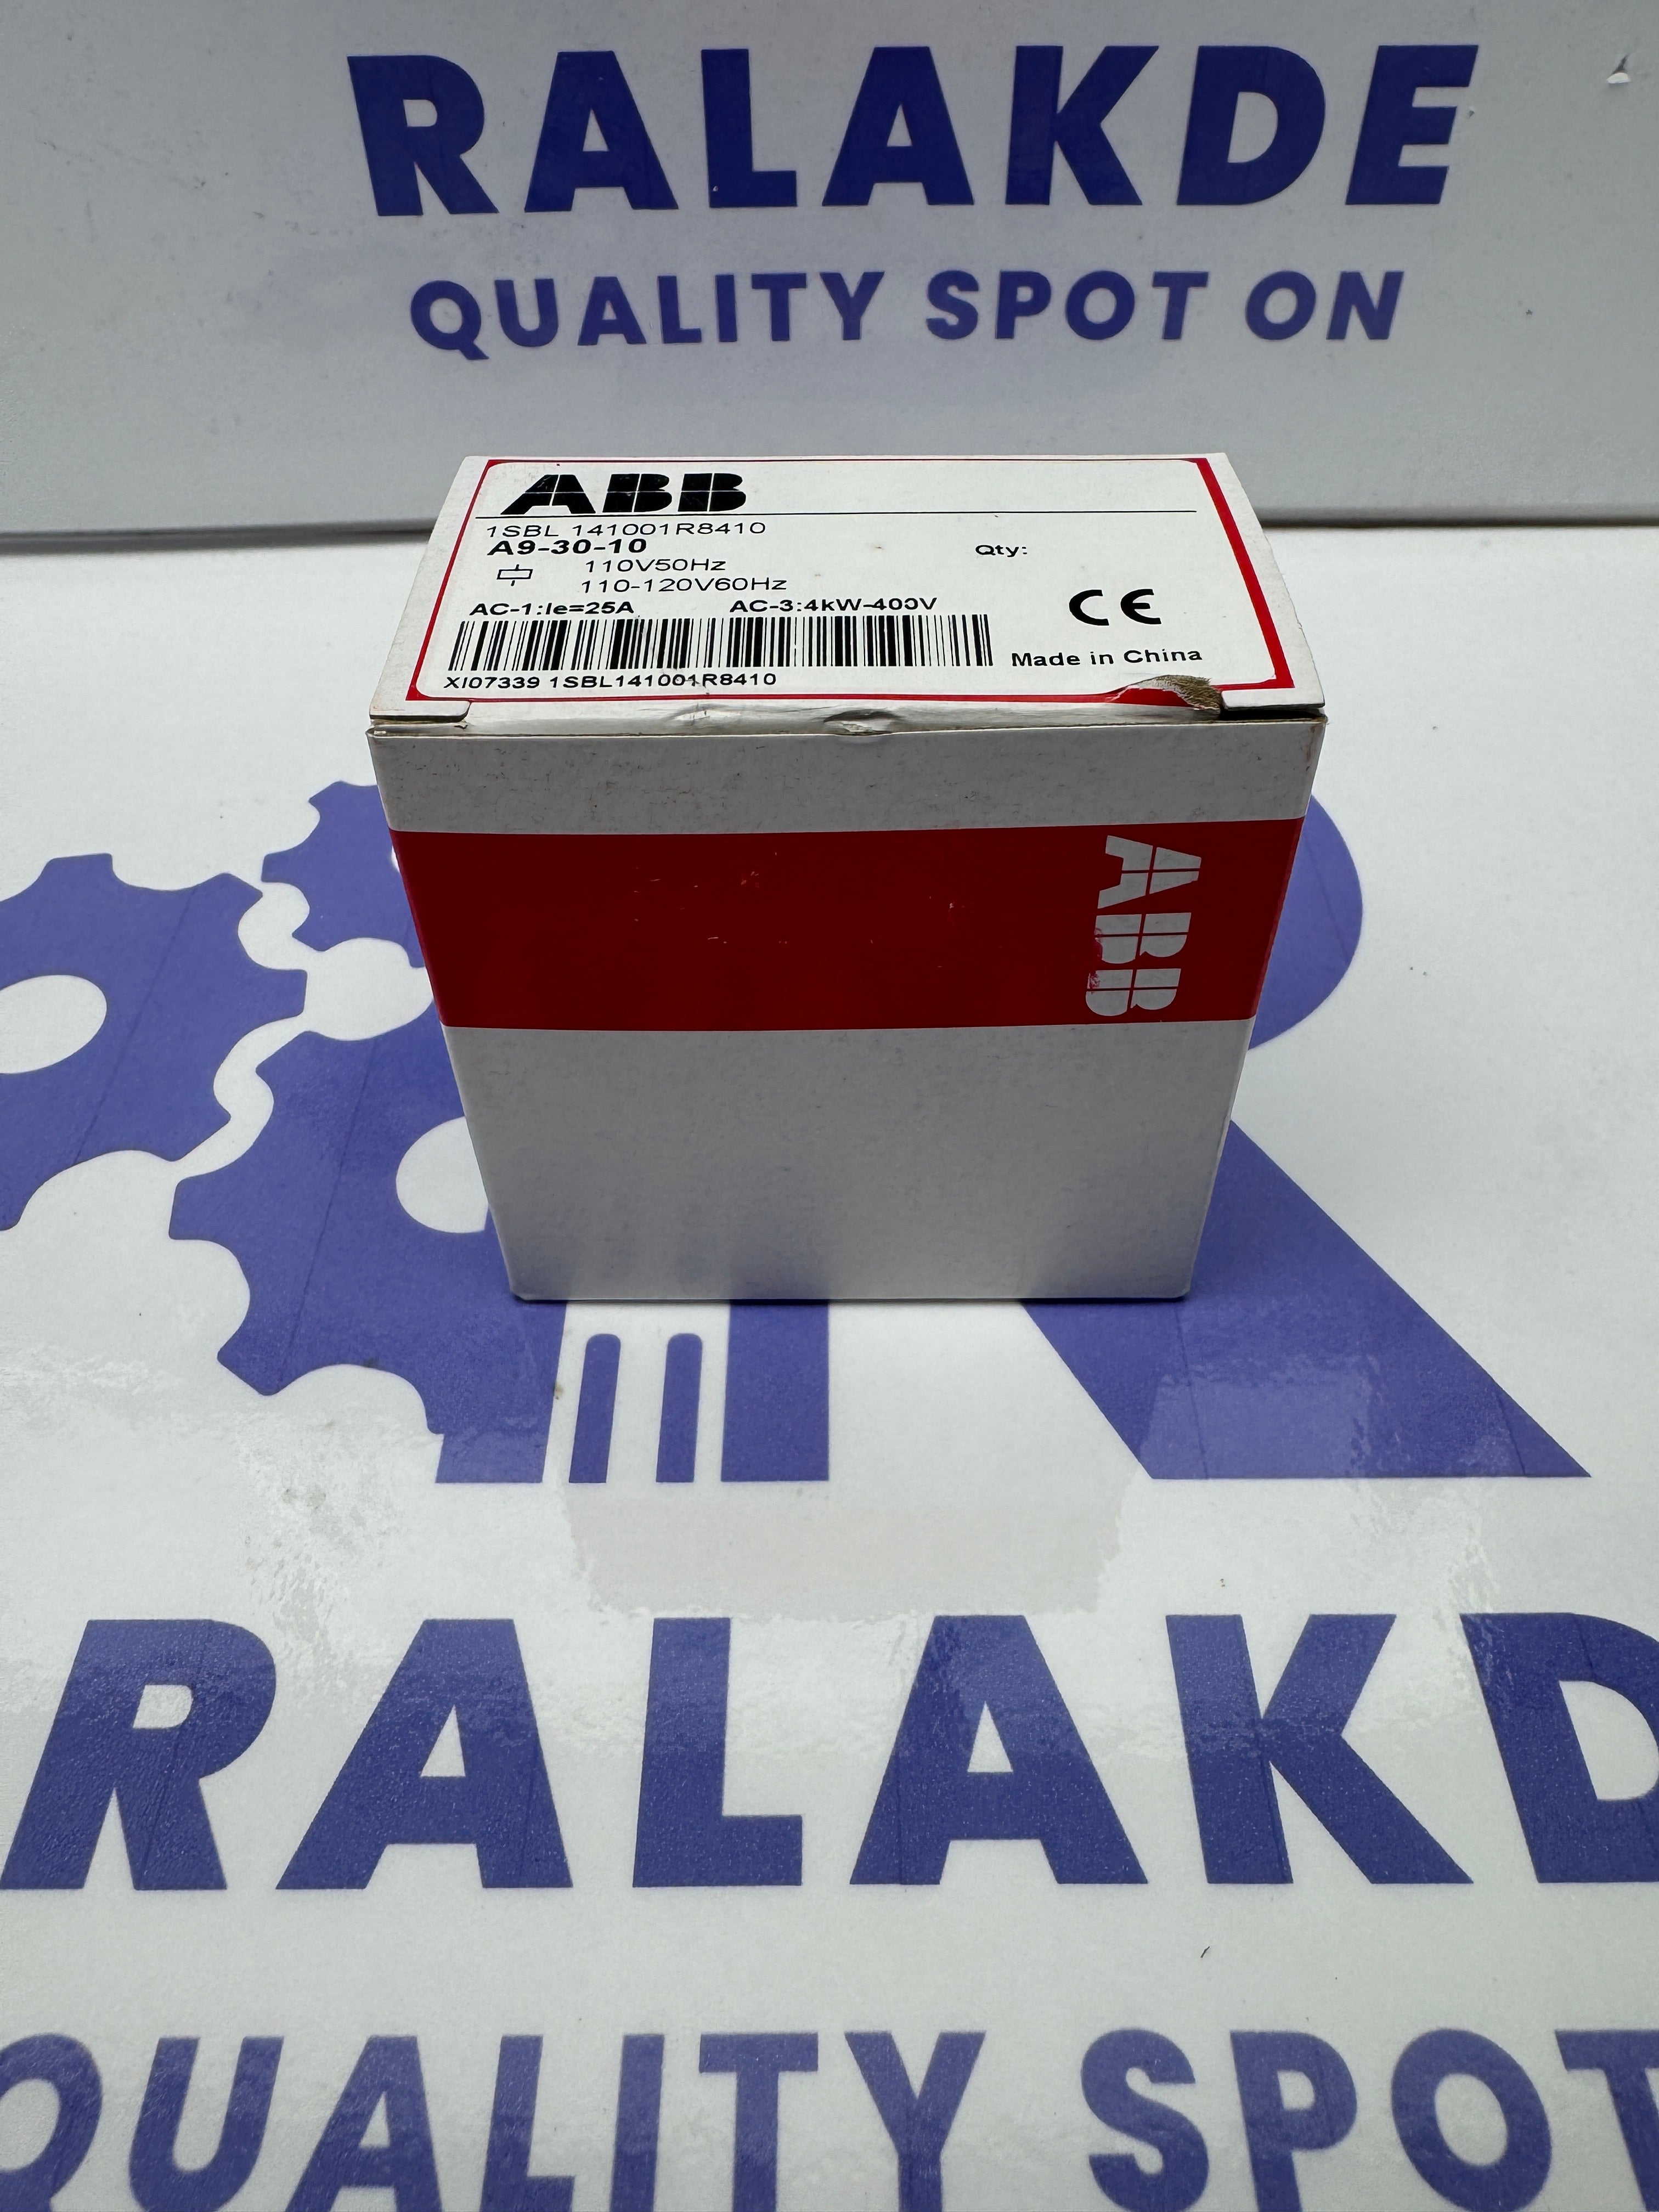 RALAKDE
QUALITY SPOT ON
ABB
1SBL 141001R8410
A9-30-10
Qty:
110V50Hz
110-120V60Hz
AC-1:Ie=25A AC-3:4kW-400V
CE
Made in China
XI07339 1SBL141001R8410
ABB
RALAKD
QUALITY SPOT